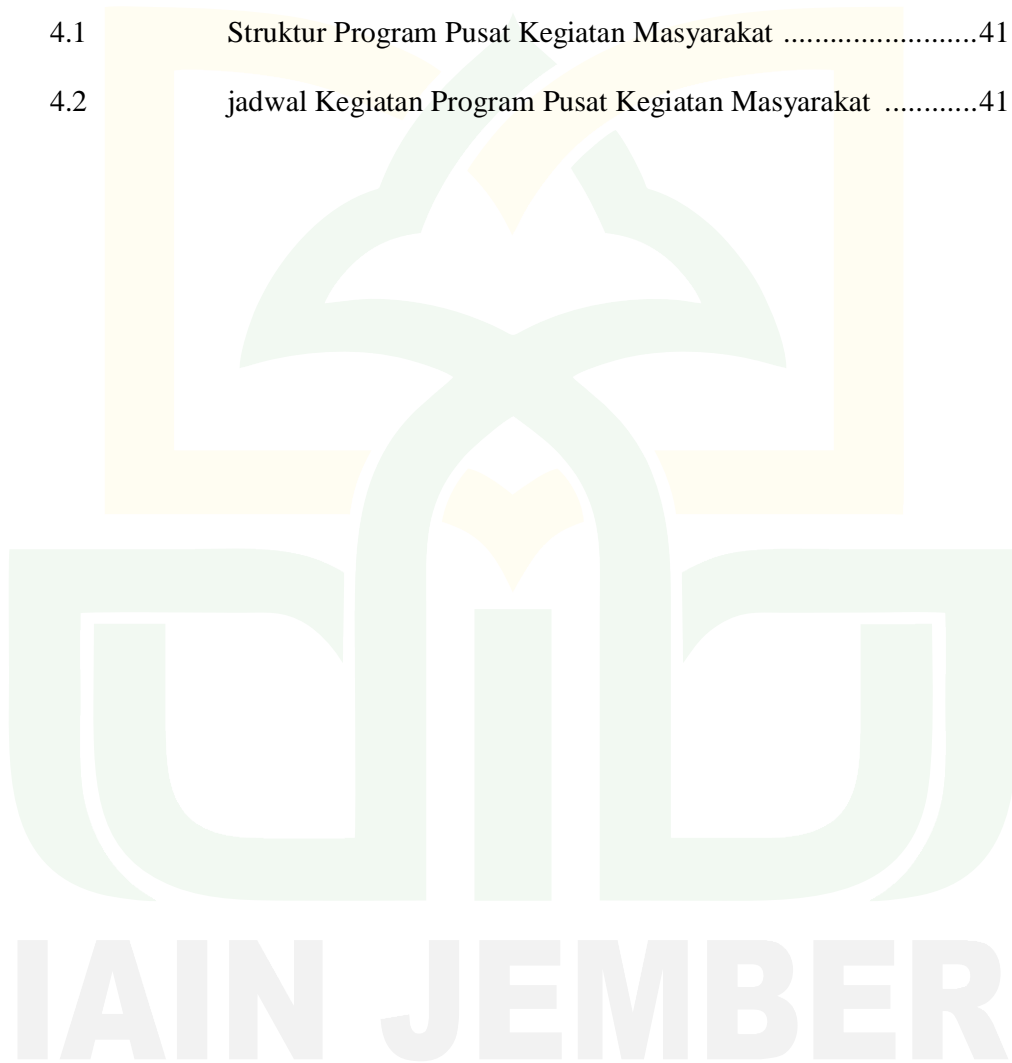 4.1 Struktur Program Pusat Kegiatan Masyarakat ........................41
4.2 jadwal Kegiatan Program Pusat Kegiatan Masyarakat ............41
IAIN JEMBER